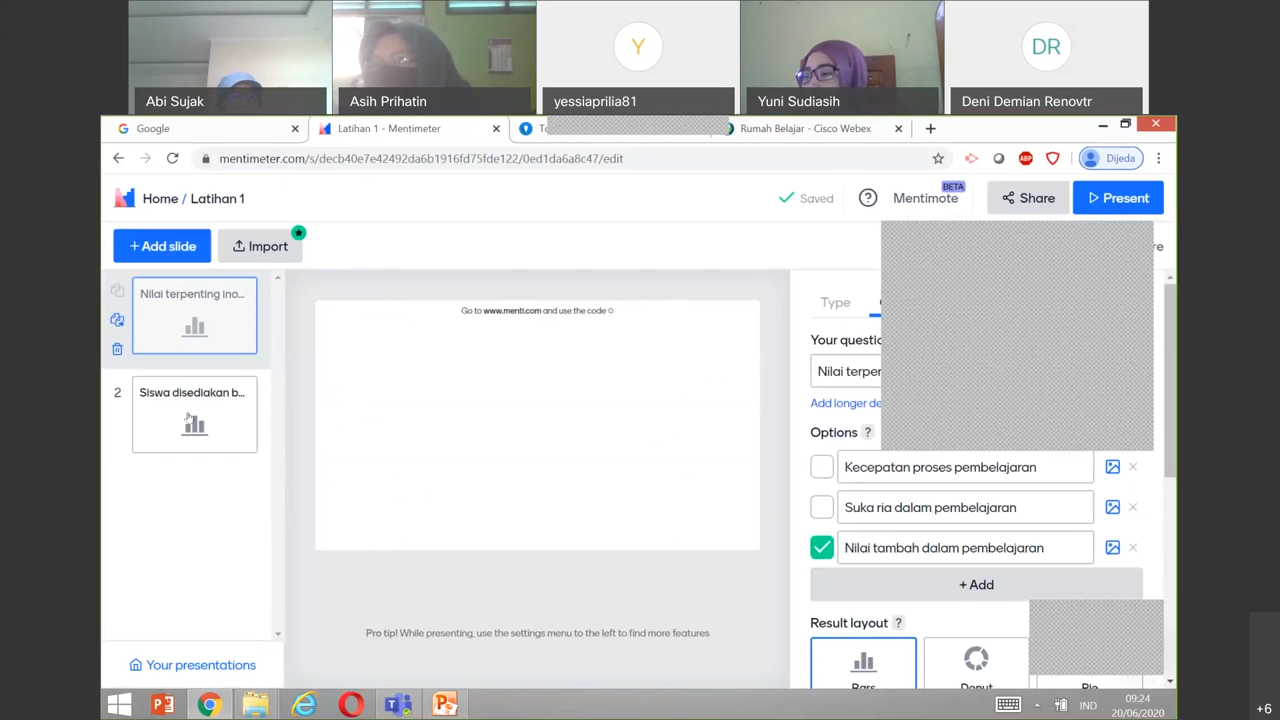 Y
DR
Abi Sujak
Asih Prihatin
yessiaprilia81
Yuni Sudiasih
Deni Demian Renovtr
Google
Latihan 1 - Mentimeter
Rumah Belajar - Cisco Webex
mentimeter.com/s/decb40e7e42492da6b1916fd75fde122/0ed1da6a8c47/edit
ABP
Dijeda
Home / Latihan 1
Saved
?
Mentimote
BETA
Share
Present
+ Add slide
Import
Nilai terpenting ino...
2
Siswa disediakan b...
Go to www.menti.com and use the code
Pro tip! While presenting, use the settings menu to the left to find more features
Your presentations
Type
Your questi
Nilai terper
Add longer de
Options ?
Kecepatan proses pembelajaran
Suka ria dalam pembelajaran
Nilai tambah dalam pembelajaran
+ Add
Result layout ?
Bars
Donut
Pie
IND
09:24
20/06/2020
+6